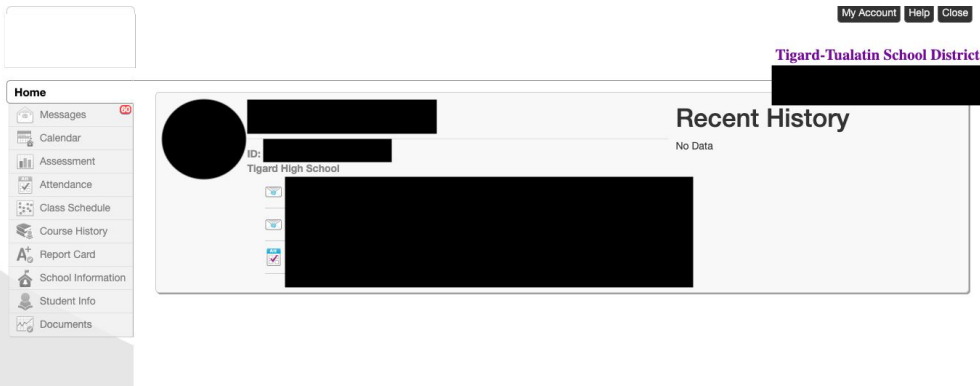 My Account Help Close
Tigard-Tualatin School District
Home
Messages 60
Calendar
Assessment
Attendance
Class Schedule
Course History
Report Card
School Information
Student Info
Documents
ID:
Tigard High School
Recent History
No Data